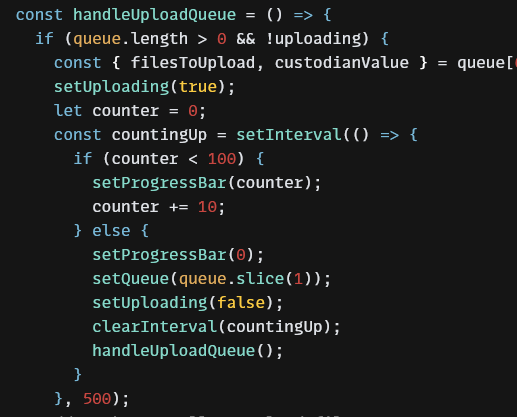 const handleUploadQueue = () => {
if (queue.length > 0 && !uploading) {
const { filesToUpload, custodianValue } = queue[
setUploading(true);
let counter = 0;
const countingUp = setInterval(() => {
if (counter < 100) {
setProgressBar(counter);
counter += 10;
} else {
setProgressBar(0);
setQueue(queue.slice(1));
setUploading(false);
clearInterval(countingUp);
handleUploadQueue();
}
}, 500);